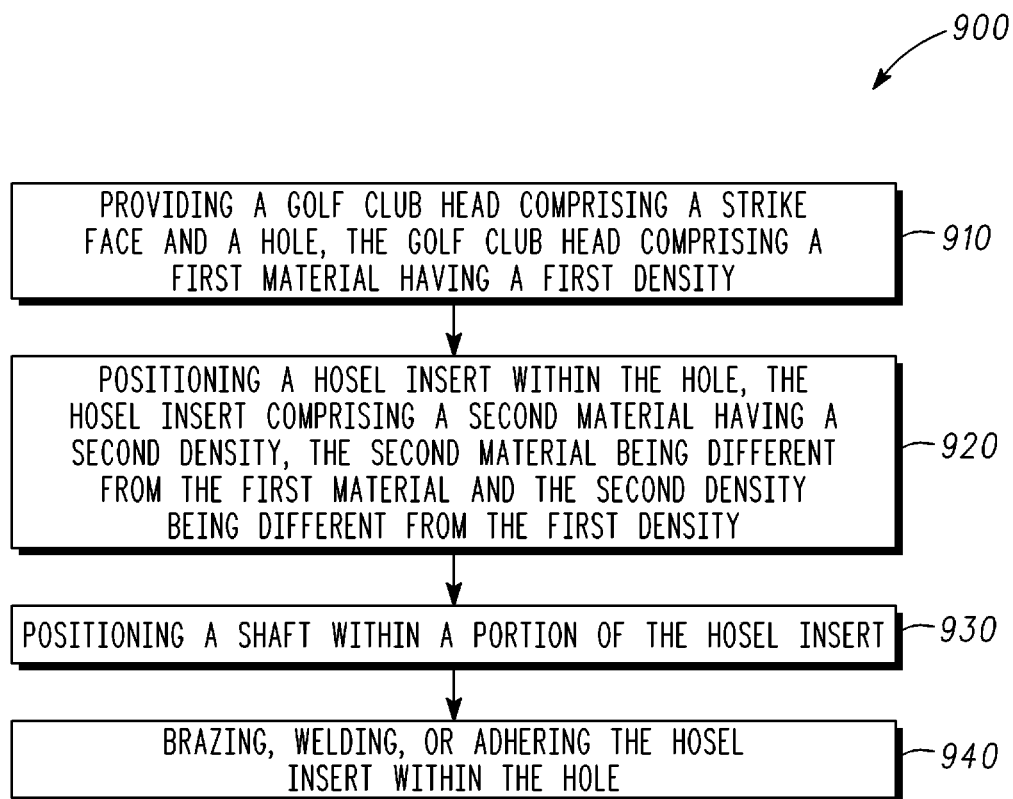 900
PROVIDING A GOLF CLUB HEAD COMPRISING A STRIKE
FACE AND A HOLE, THE GOLF CLUB HEAD COMPRISING A
FIRST MATERIAL HAVING A FIRST DENSITY
910
POSITIONING A HOSEL INSERT WITHIN THE HOLE, THE
HOSEL INSERT COMPRISING A SECOND MATERIAL HAVING A
SECOND DENSITY, THE SECOND MATERIAL BEING DIFFERENT
FROM THE FIRST MATERIAL AND THE SECOND DENSITY
BEING DIFFERENT FROM THE FIRST DENSITY
920
POSITIONING A SHAFT WITHIN A PORTION OF THE HOSEL INSERT
930
BRAZING, WELDING, OR ADHERING THE HOSEL
INSERT WITHIN THE HOLE
940